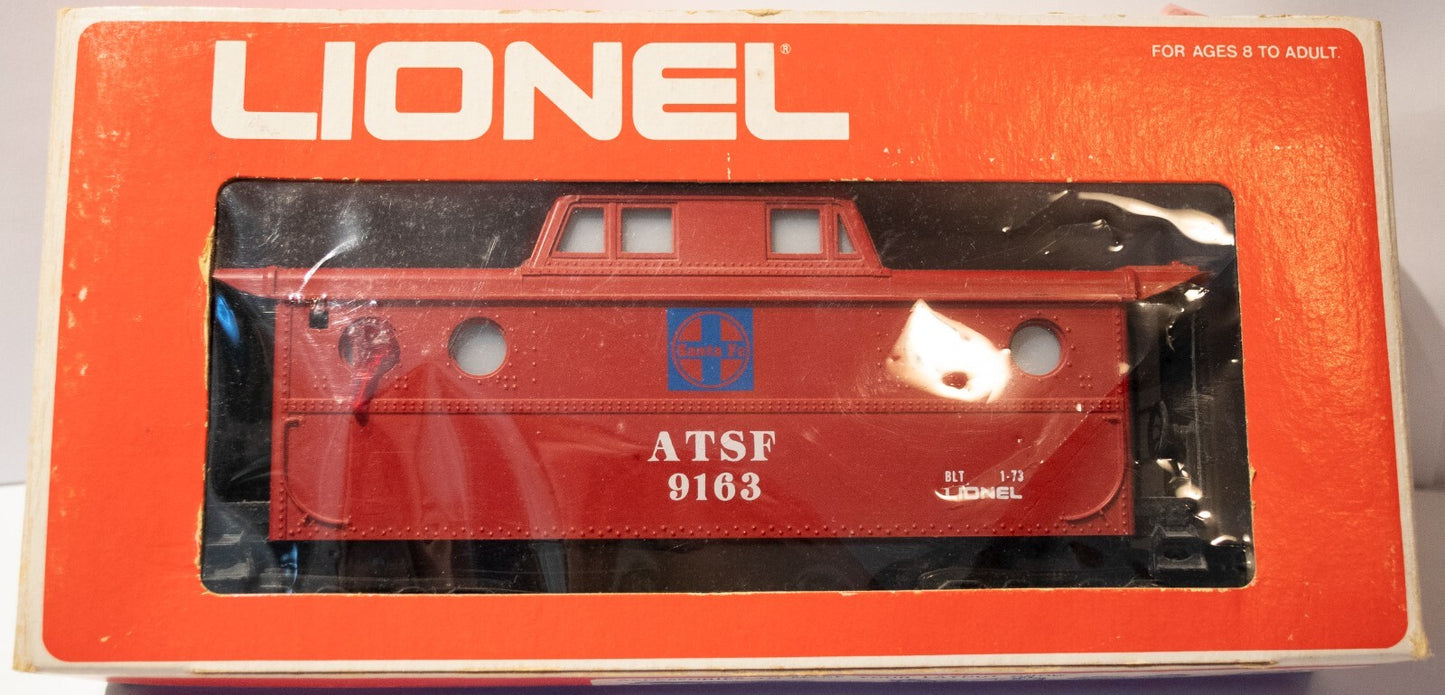 LIONEL®
FOR AGES 8 TO ADULT.
Santa Fe
ATSF
9163
BLT 1-73
LIONEL